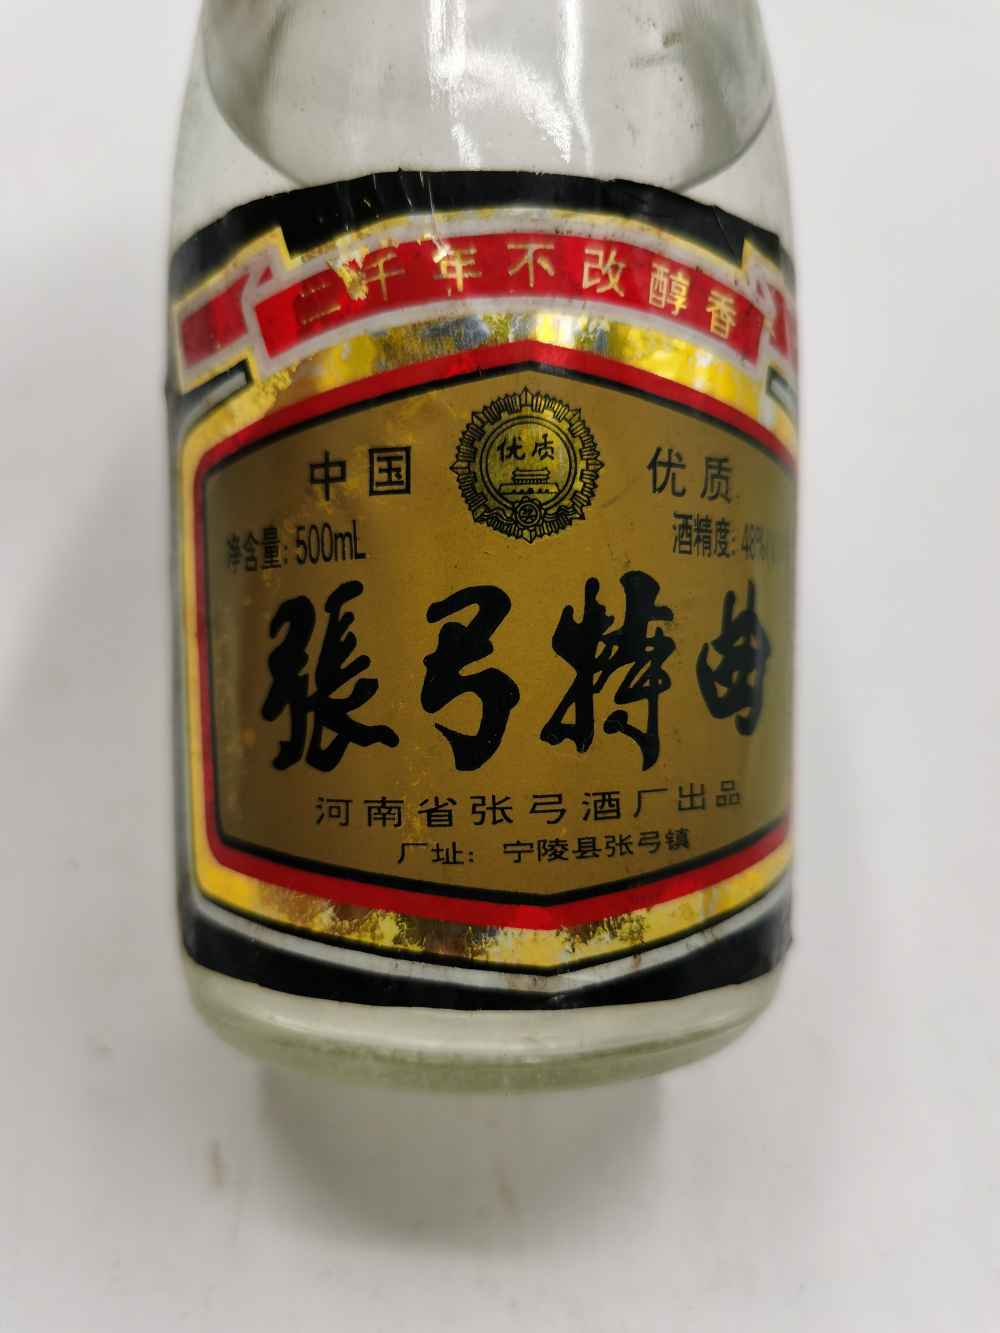 二仟年不改醇香
优质
中国 优质
净含量: 500mL 酒精度: 48%
張弓特曲
河南省张弓酒厂出品
厂址: 宁陵县张弓镇